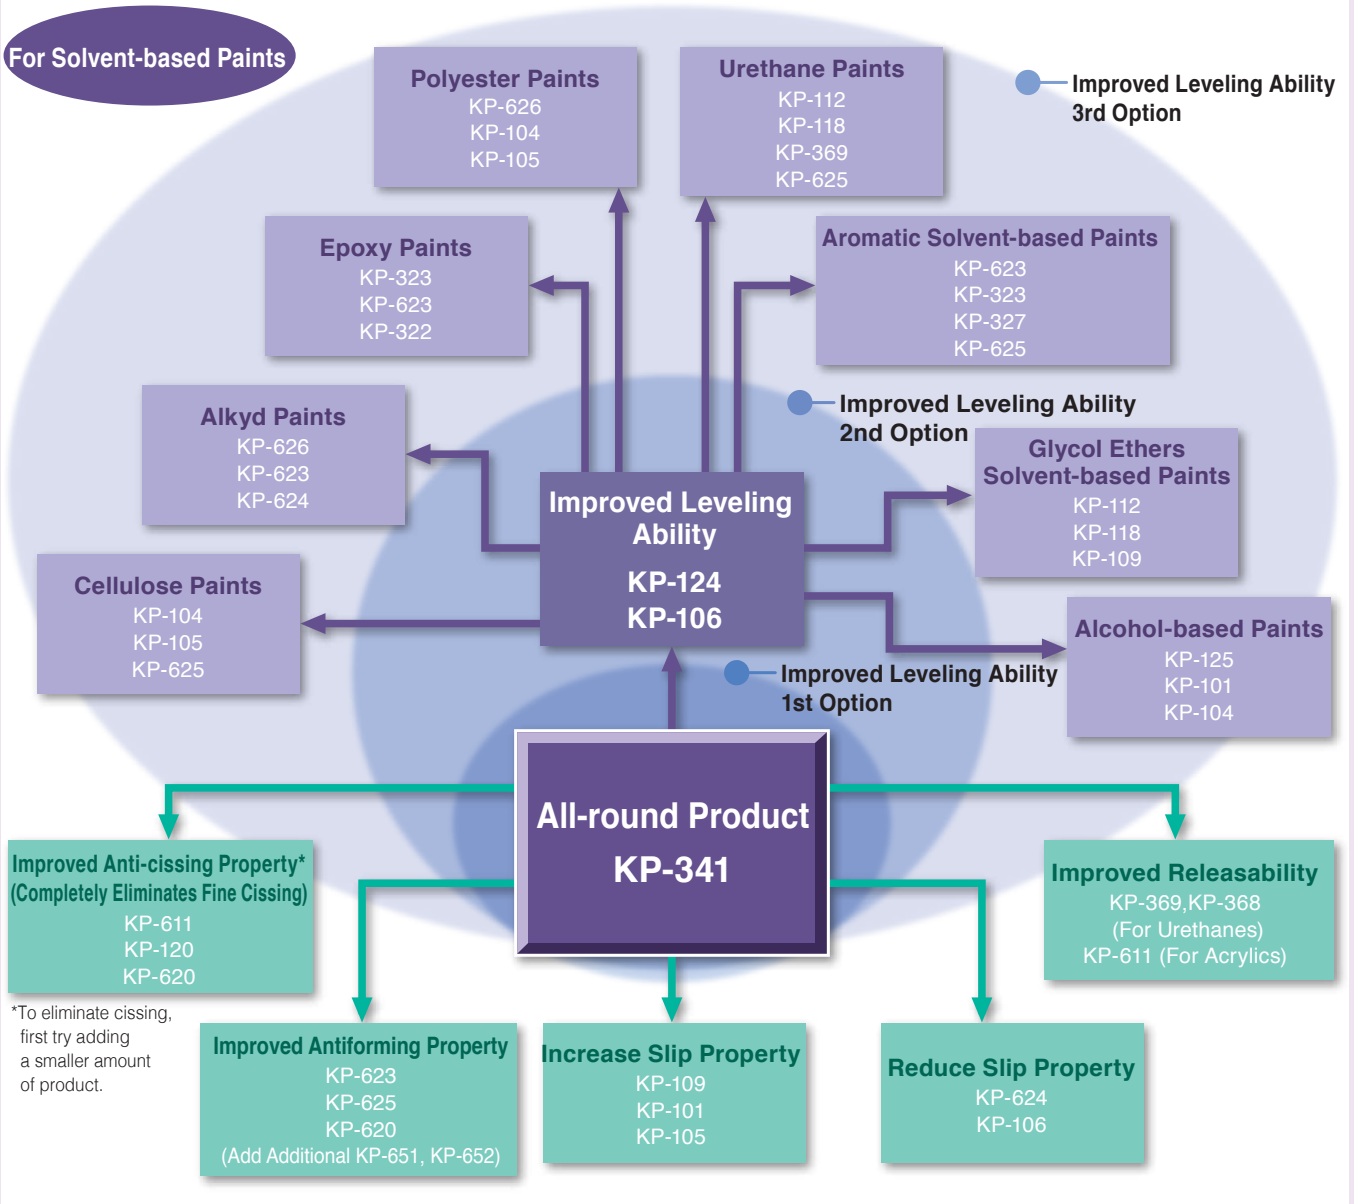 For Solvent-based Paints
Polyester Paints
KP-626
KP-104
KP-105
Urethane Paints
KP-112
KP-118
KP-369
KP-625
Improved Leveling Ability
3rd Option
Epoxy Paints
KP-323
KP-623
KP-322
Aromatic Solvent-based Paints
KP-623
KP-323
KP-327
KP-625
Alkyd Paints
KP-626
KP-623
KP-624
Improved Leveling Ability
2nd Option
Glycol Ethers
Solvent-based Paints
KP-112
KP-118
KP-109
Improved Leveling
Ability
KP-124
KP-106
Cellulose Paints
KP-104
KP-105
KP-625
Alcohol-based Paints
KP-125
KP-101
KP-104
Improved Leveling Ability
1st Option
All-round Product
KP-341
Improved Anti-cissing Property*
(Completely Eliminates Fine Cissing)
KP-611
KP-120
KP-620
*To eliminate cissing,
first try adding
a smaller amount
of product.
Improved Releasability
KP-369,KP-368
(For Urethanes)
KP-611 (For Acrylics)
Improved Antiforming Property
KP-623
KP-625
KP-620
(Add Additional KP-651, KP-652)
Increase Slip Property
KP-109
KP-101
KP-105
Reduce Slip Property
KP-624
KP-106